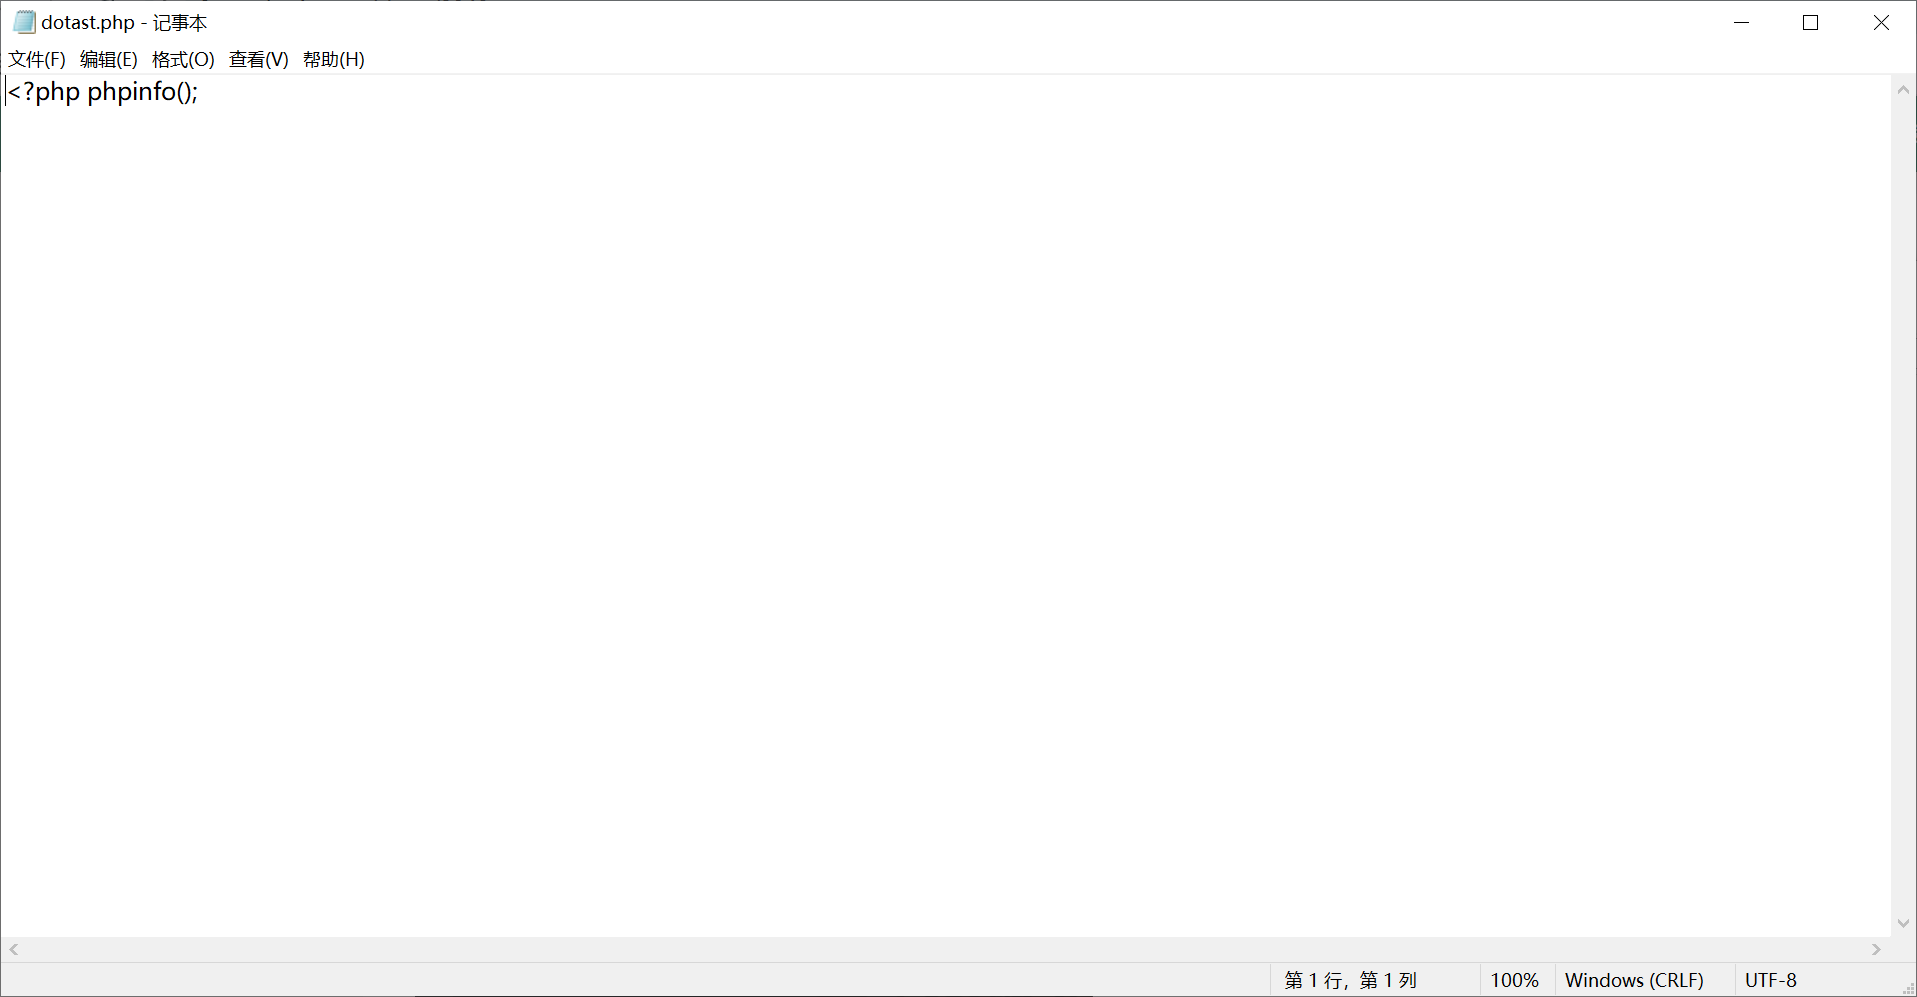 dotast.php - 记事本
文件(F) 编辑(E) 格式(O) 查看(V) 帮助(H)
<?php phpinfo();
第 1 行，第 1 列 100% Windows (CRLF) UTF-8